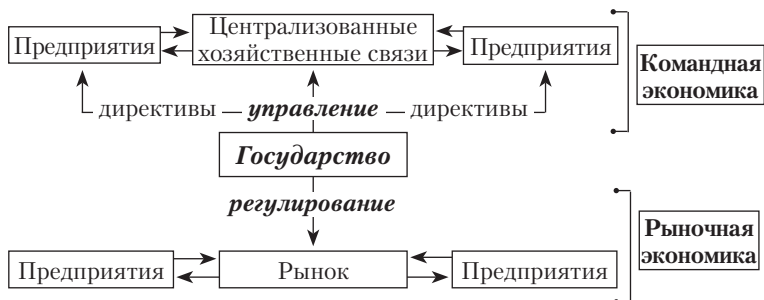 Централизованные
Предприятия хозяйственные связи Предприятия
директивы управление директивы
Командная
экономика
Государство
регулирование
Рыночная
экономика
Предприятия Рынок Предприятия